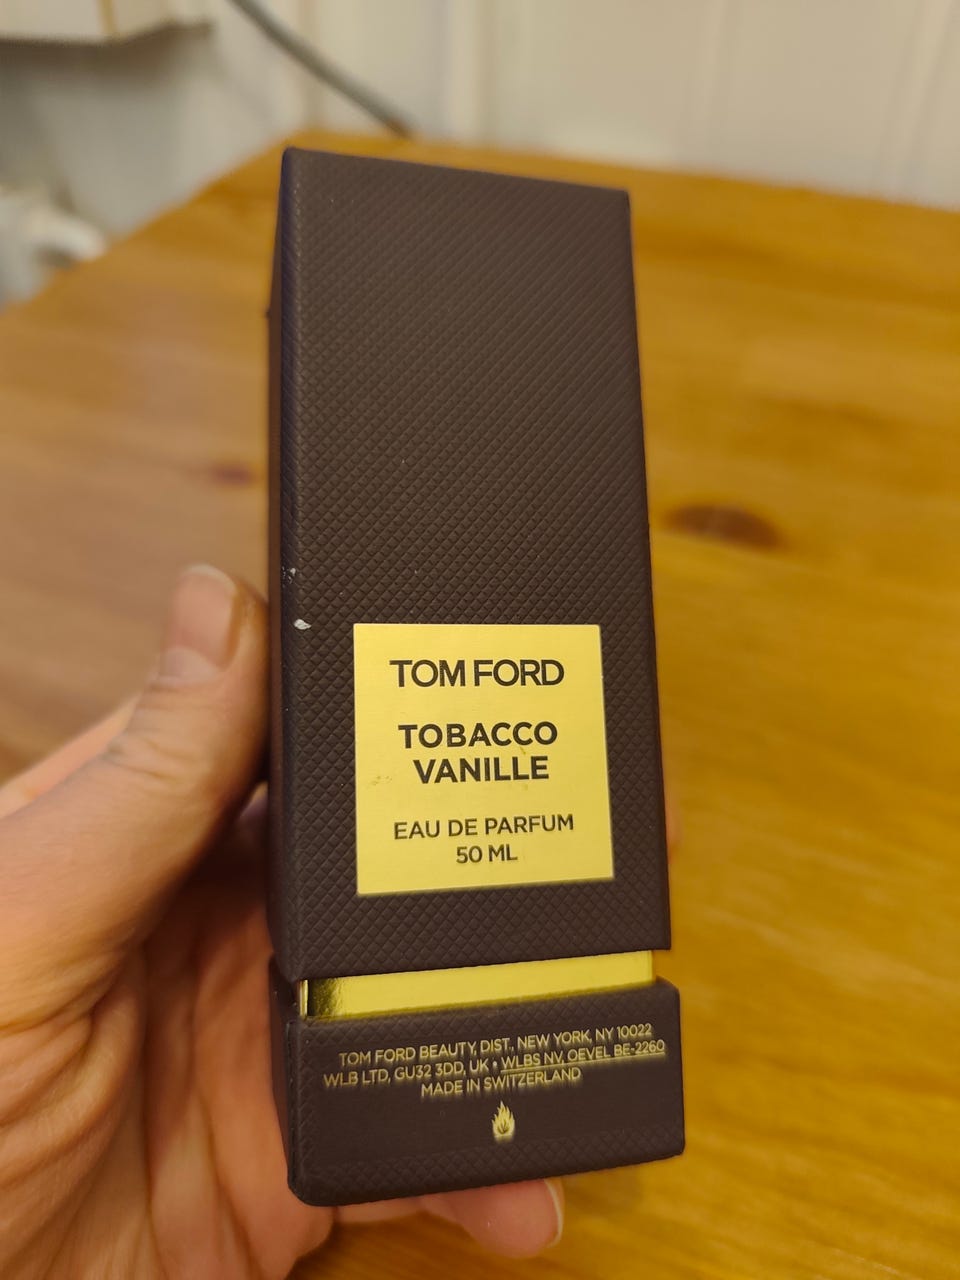 TOM FORD
TOBACCO
VANILLE
EAU DE PARFUM
50 ML
TOM FORD BEAUTY, DIST., NEW YORK, NY 10022
WLB LTD, GU32 3DD, UK • WLBS NV, OEVEL BE-2260
MADE IN SWITZERLAND